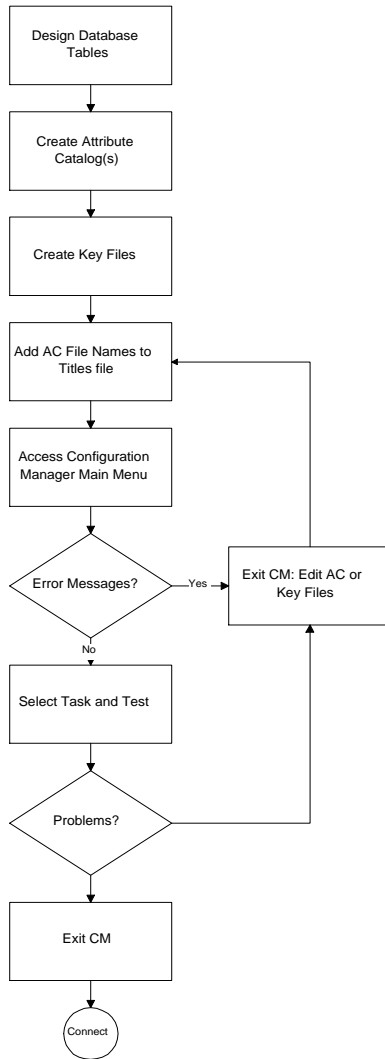 Design Database
Tables
Create Attribute
Catalog(s)
Create Key Files
Add AC File Names to
Titles file
Access Configuration
Manager Main Menu
Error Messages?
Yes
Exit CM: Edit AC or
Key Files
No
Select Task and Test
Problems?
Exit CM
Connect